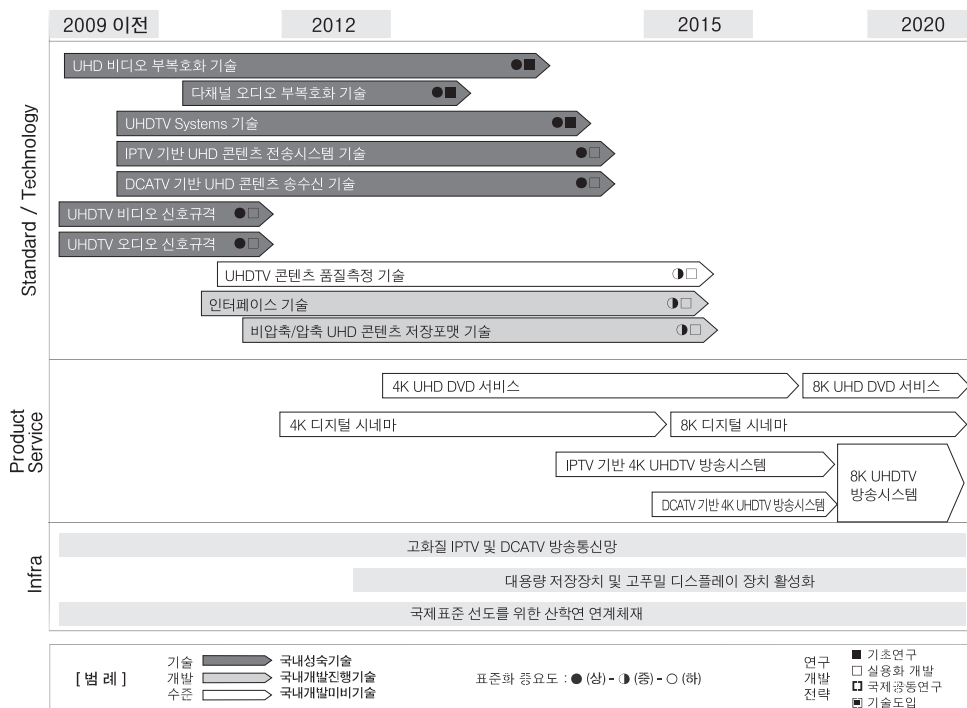 2009 이전
2012
2015
2020
Standard / Technology
UHD 비디오 부복호화 기술
다채널 오디오 부복호화 기술
UHDTV Systems 기술
IPTV 기반 UHD 콘텐츠 전송시스템 기술
DCATV 기반 UHD 콘텐츠 송수신 기술
UHDTV 비디오 신호규격
UHDTV 오디오 신호규격
UHDTV 콘텐츠 품질측정 기술
인터페이스 기술
비압축/압축 UHD 콘텐츠 저장포맷 기술
Product
Service
4K UHD DVD 서비스
8K UHD DVD 서비스
4K 디지털 시네마
8K 디지털 시네마
IPTV 기반 4K UHDTV 방송시스템
DCATV 기반 4K UHDTV 방송시스템
8K UHDTV
방송시스템
Infra
고화질 IPTV 및 DCATV 방송통신망
대용량 저장장치 및 고푸밀 디스플레이 장치 활성화
국제표준 선도를 위한 산학연 연계체재
[ 범 례 ]
기술
개발
수준
국내성숙기술
국내개발진행기술
국내개발미비기술
표준화 중요도 : ● (상) - ◑ (중) - ○ (하)
연구
개발
전략
■ 기초연구
□ 실용화 개발
국제공동연구
▣ 기술도입